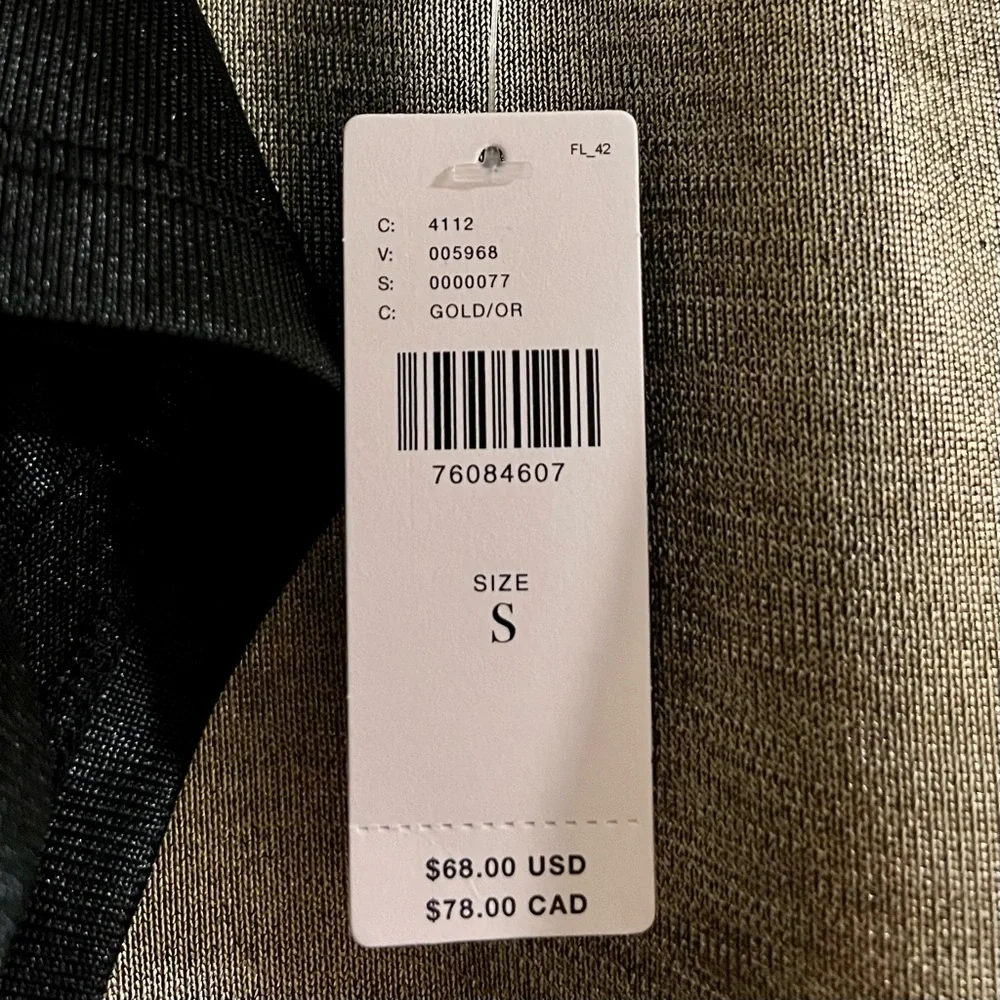 FL_42
C: 4112
V: 005968
S: 0000077
C: GOLD/OR
76084607
SIZE
S
$68.00 USD
$78.00 CAD